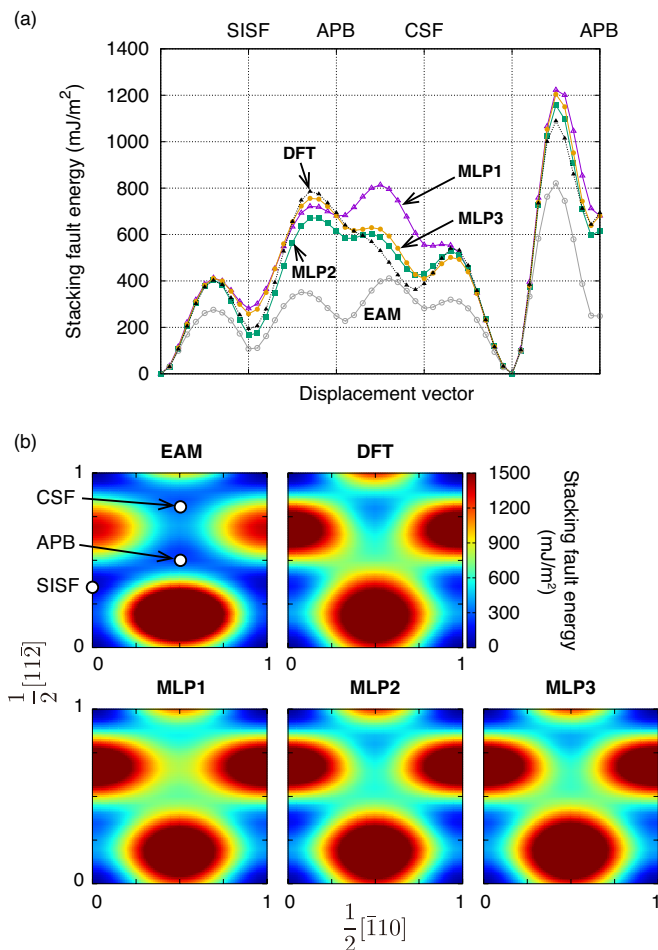 (a)
SISF APB CSF APB
1400
1200
1000
800
600
400
200
0
Stacking fault energy (mJ/m²)
DFT
MLP1
MLP3
MLP2
EAM
Displacement vector
(b)
EAM DFT
1
CSF
APB
SISF
0
0 1 0 1
1500
1200
900
600
300
0
Stacking fault energy
(mJ/m²)
MLP1 MLP2 MLP3
1
0
0 1 0 1 0 1
½[112̄]
½[1̄10]